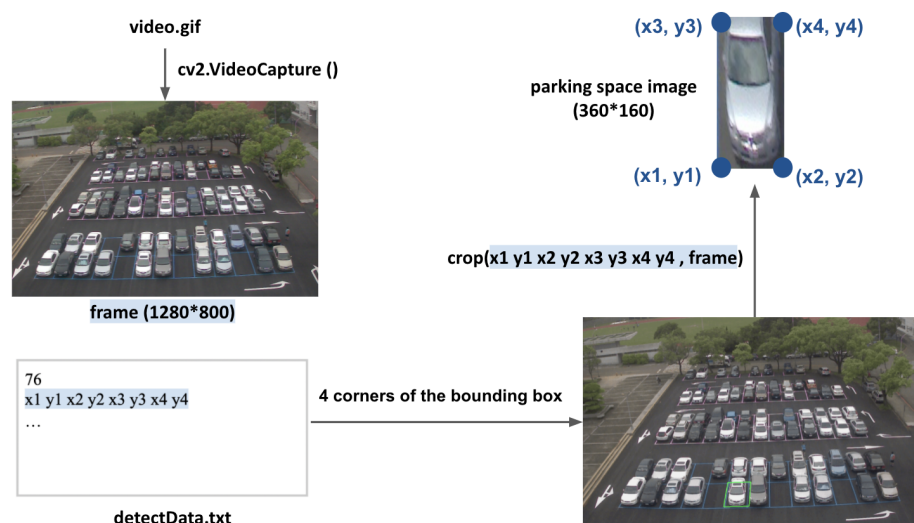 video.gif
cv2.VideoCapture ()
frame (1280*800)
76
x1 y1 x2 y2 x3 y3 x4 y4
...
detectData.txt
4 corners of the bounding box
crop(x1 y1 x2 y2 x3 y3 x4 y4 , frame)
parking space image
(360*160)
(x3, y3)
(x4, y4)
(x1, y1)
(x2, y2)